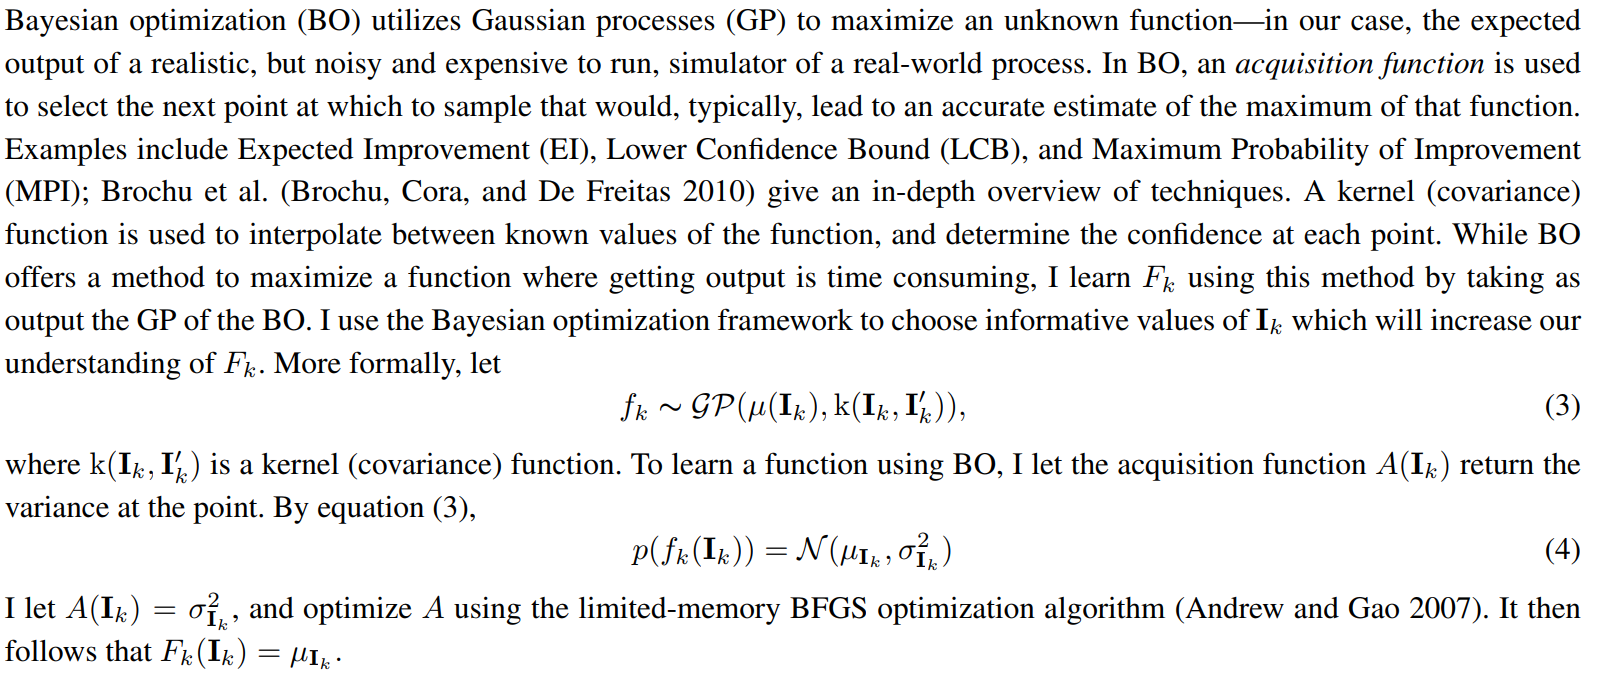 Bayesian optimization (BO) utilizes Gaussian processes (GP) to maximize an unknown function—in our case, the expected
output of a realistic, but noisy and expensive to run, simulator of a real-world process. In BO, an acquisition function is used
to select the next point at which to sample that would, typically, lead to an accurate estimate of the maximum of that function.
Examples include Expected Improvement (EI), Lower Confidence Bound (LCB), and Maximum Probability of Improvement
(MPI); Brochu et al. (Brochu, Cora, and De Freitas 2010) give an in-depth overview of techniques. A kernel (covariance)
function is used to interpolate between known values of the function, and determine the confidence at each point. While BO
offers a method to maximize a function where getting output is time consuming, I learn $F_k$ using this method by taking as
output the GP of the BO. I use the Bayesian optimization framework to choose informative values of $\mathbf{I}_k$ which will increase our
understanding of $F_k$. More formally, let
$f_k \sim \mathcal{GP}(\mu(\mathbf{I}_k), \mathrm{k}(\mathbf{I}_k, \mathbf{I}'_k)),$ (3)
where $\mathrm{k}(\mathbf{I}_k, \mathbf{I}'_k)$ is a kernel (covariance) function. To learn a function using BO, I let the acquisition function $A(\mathbf{I}_k)$ return the
variance at the point. By equation (3),
$p(f_k(\mathbf{I}_k)) = \mathcal{N}(\mu_{\mathbf{I}_k}, \sigma^2_{\mathbf{I}_k})$ (4)
I let $A(\mathbf{I}_k) = \sigma^2_{\mathbf{I}_k}$, and optimize $A$ using the limited-memory BFGS optimization algorithm (Andrew and Gao 2007). It then
follows that $F_k(\mathbf{I}_k) = \mu_{\mathbf{I}_k}$.